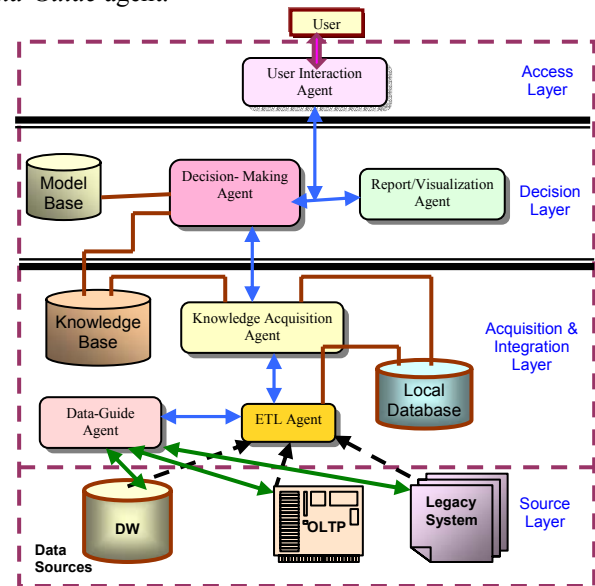 Guide agent.
User
User Interaction
Agent
Access
Layer
Model
Base
Decision- Making
Agent
Report/Visualization
Agent
Decision
Layer
Knowledge
Base
Knowledge Acquisition
Agent
Acquisition &
Integration
Layer
Local
Database
Data-Guide
Agent
ETL Agent
DW
OLTP
Legacy
System
Source
Layer
Data
Sources